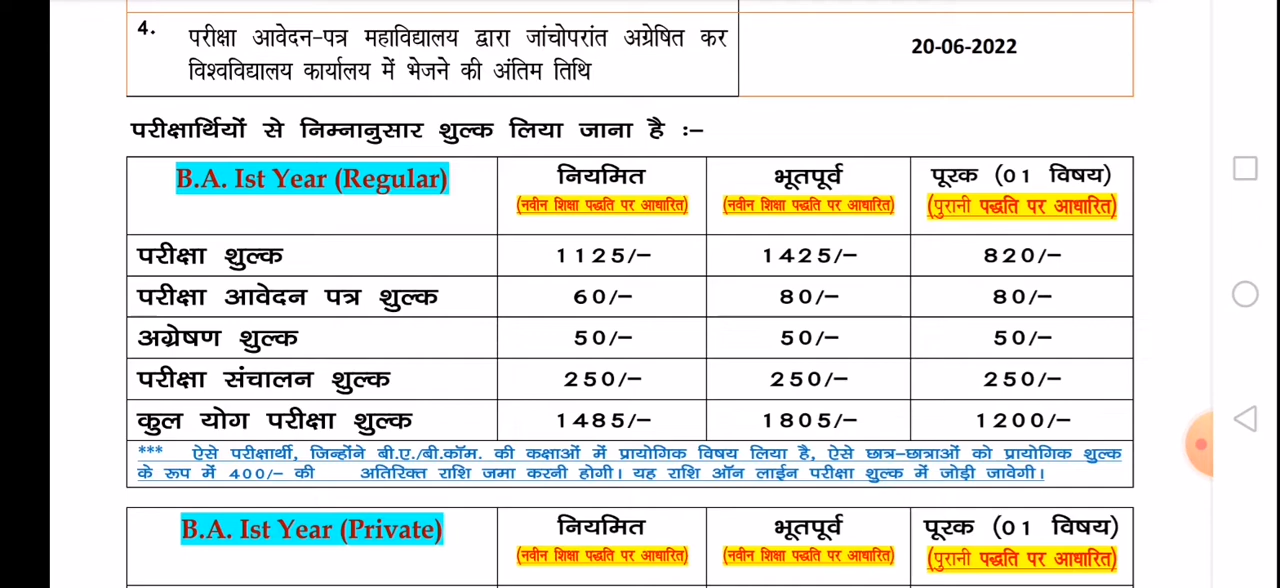 4. परीक्षा आवेदन-पत्र महाविद्यालय द्वारा जांचोपरांत अग्रेषित कर
विश्वविद्यालय कार्यालय में भेजने की अंतिम तिथि
20-06-2022
परीक्षार्थियों से निम्नानुसार शुल्क लिया जाना है :–
B.A. Ist Year (Regular) नियमित भूतपूर्व पूरक (01 विषय)
(नवीन शिक्षा पद्धति पर आधारित) (नवीन शिक्षा पद्धति पर आधारित) (पुरानी पद्धति पर आधारित)
परीक्षा शुल्क 1125/– 1425/– 820/–
परीक्षा आवेदन पत्र शुल्क 60/– 80/– 80/–
अग्रेषण शुल्क 50/– 50/– 50/–
परीक्षा संचालन शुल्क 250/– 250/– 250/–
कुल योग परीक्षा शुल्क 1485/– 1805/– 1200/–
*** ऐसे परीक्षार्थी, जिन्होंने बी.ए./बी.कॉम. की कक्षाओं में प्रायोगिक विषय लिया है, ऐसे छात्र-छात्राओं को प्रायोगिक शुल्क
के रूप में 400/– की अतिरिक्त राशि जमा करनी होगी। यह राशि ऑन लाईन परीक्षा शुल्क में जोड़ी जावेगी।
B.A. Ist Year (Private) नियमित भूतपूर्व पूरक (01 विषय)
(नवीन शिक्षा पद्धति पर आधारित) (नवीन शिक्षा पद्धति पर आधारित) (पुरानी पद्धति पर आधारित)